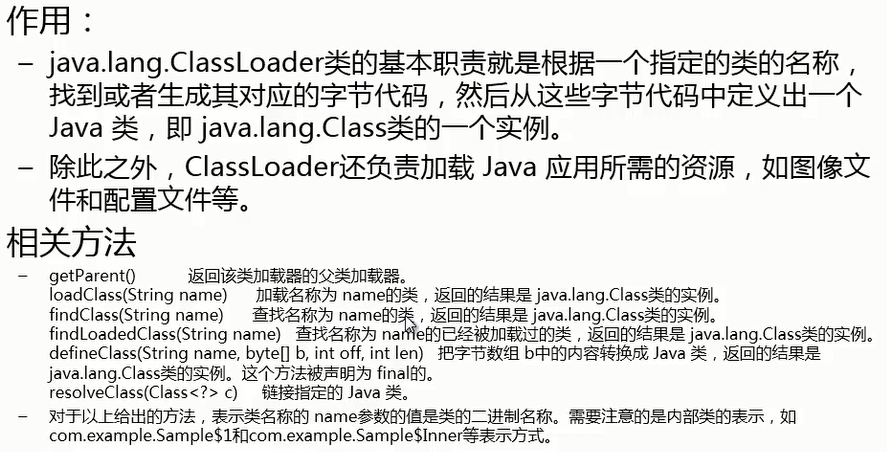 作用：
– java.lang.ClassLoader类的基本职责就是根据一个指定的类的名称，
找到或者生成其对应的字节代码，然后从这些字节代码中定义出一个
Java 类，即 java.lang.Class类的一个实例。
– 除此之外，ClassLoader还负责加载 Java 应用所需的资源，如图像文
件和配置文件等。
相关方法
– getParent() 返回该类加载器的父类加载器。
loadClass(String name) 加载名称为 name的类，返回的结果是 java.lang.Class类的实例。
findClass(String name) 查找名称为 name的类，返回的结果是 java.lang.Class类的实例。
findLoadedClass(String name) 查找名称为 name的已经被加载过的类，返回的结果是 java.lang.Class类的实例。
defineClass(String name, byte[] b, int off, int len) 把字节数组 b中的内容转换成 Java 类，返回的结果是
java.lang.Class类的实例。这个方法被声明为 final的。
resolveClass(Class<?> c) 链接指定的 Java 类。
– 对于以上给出的方法，表示类名称的 name参数的值是类的二进制名称。需要注意的是内部类的表示，如
com.example.Sample$1和com.example.Sample$Inner等表示方式。